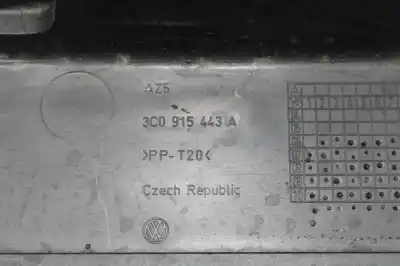 AZ5
3C0 915 443 A
>PP-T20<
Czech Republic